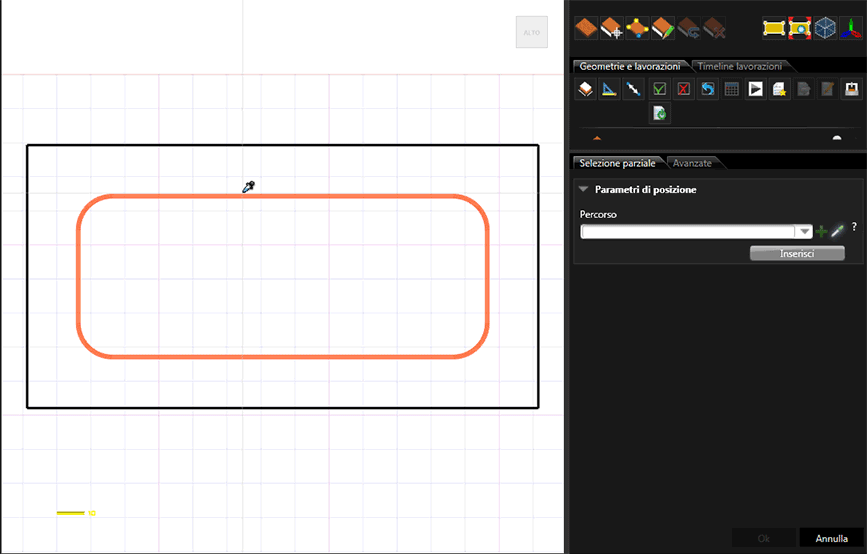 ALTO
Geometrie e lavorazioni
Timeline lavorazioni
Selezione parziale
Avanzate
Parametri di posizione
Percorso
?
Inserisci
10
Ok
Annulla